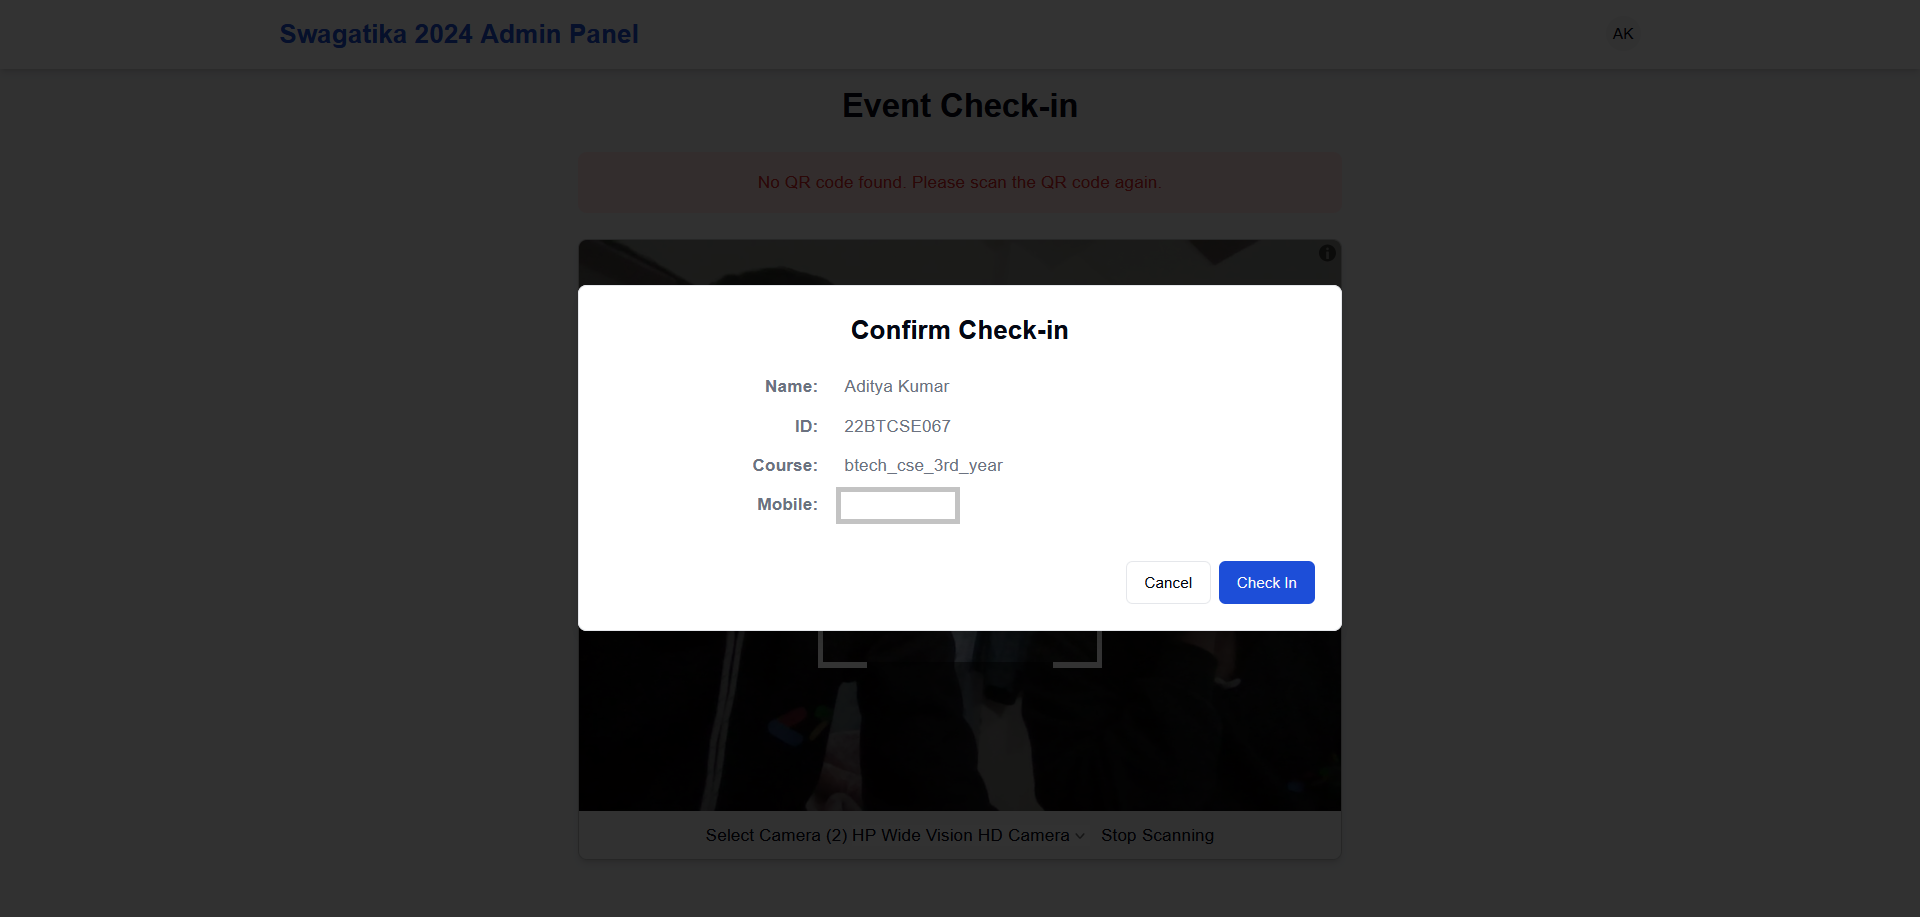 Swagatika 2024 Admin Panel
AK
Event Check-in
No QR code found. Please scan the QR code again.
Confirm Check-in
Name: Aditya Kumar
ID: 22BTCSE067
Course: btech_cse_3rd_year
Mobile:
Cancel Check In
Select Camera (2) HP Wide Vision HD Camera Stop Scanning